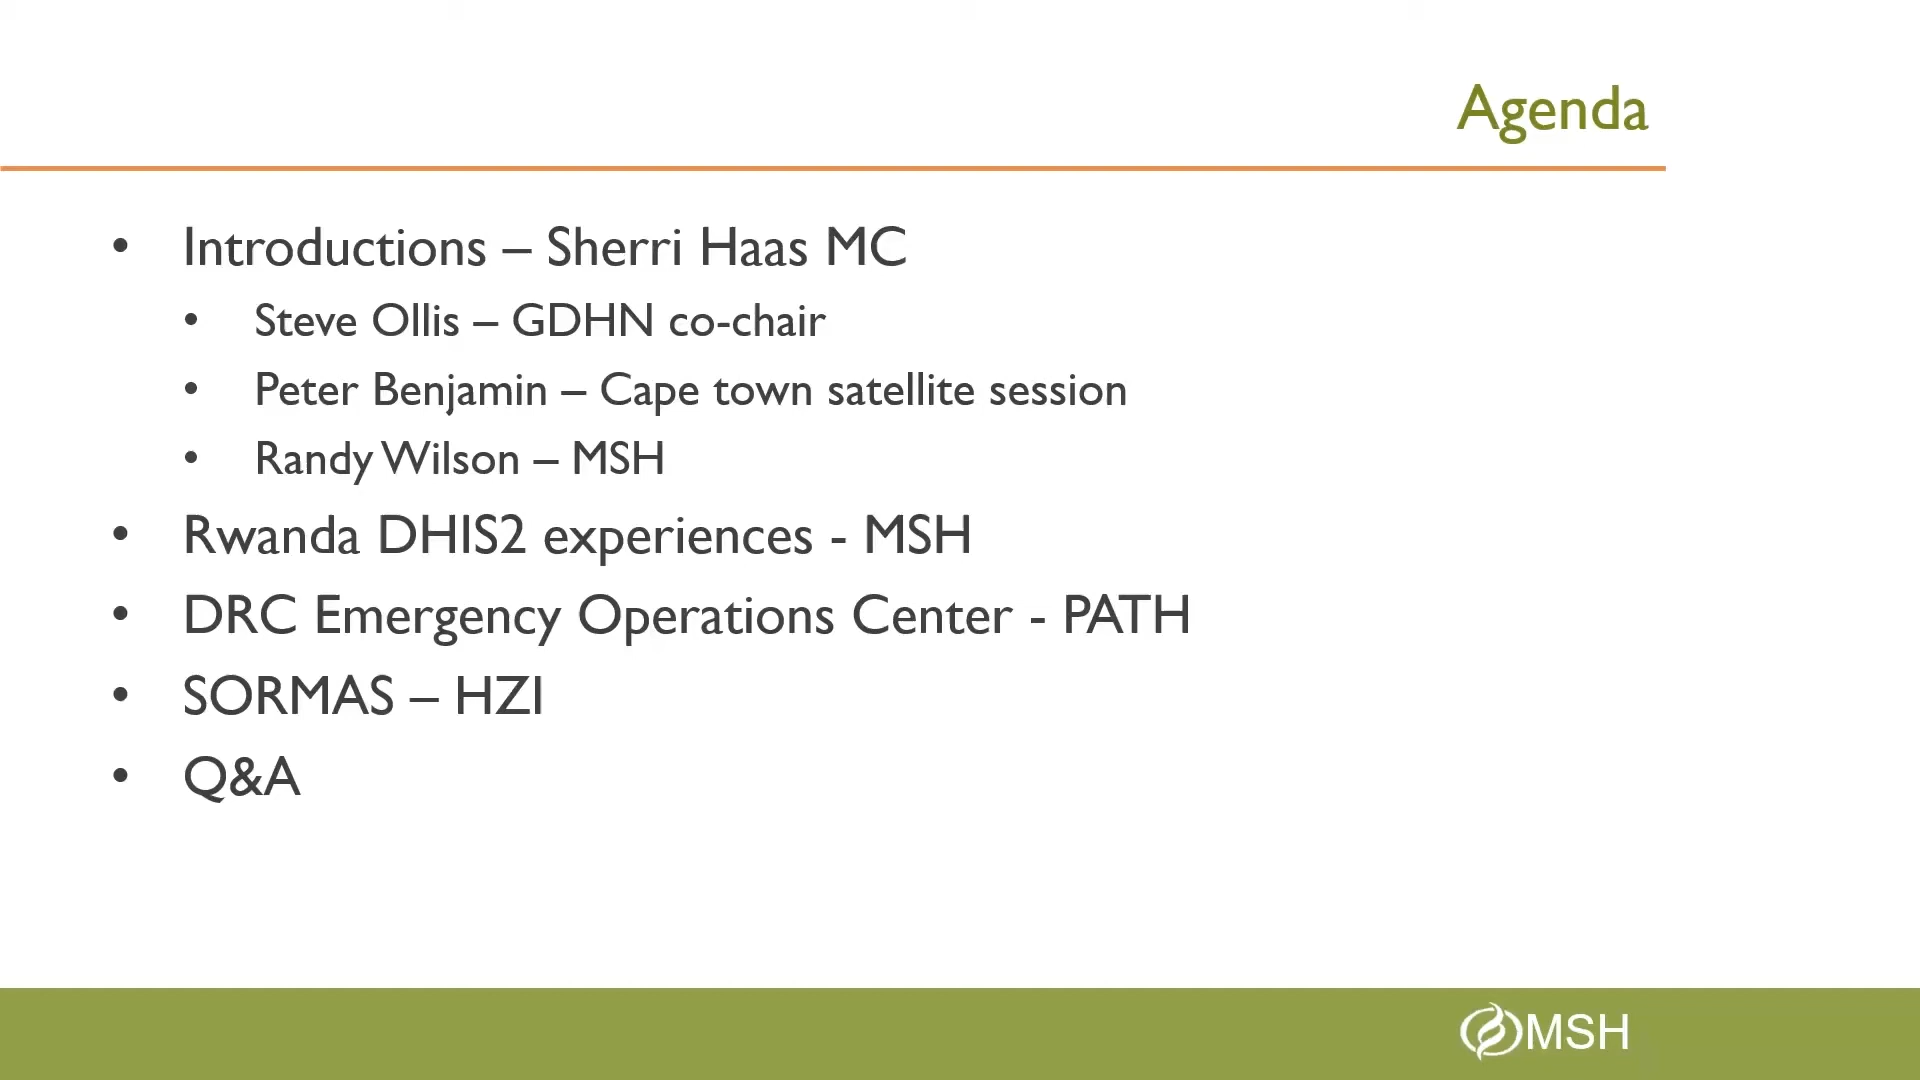 Agenda
• Introductions – Sherri Haas MC
• Steve Ollis – GDHN co-chair
• Peter Benjamin – Cape town satellite session
• Randy Wilson – MSH
• Rwanda DHIS2 experiences - MSH
• DRC Emergency Operations Center - PATH
• SORMAS – HZI
• Q&A
MSH